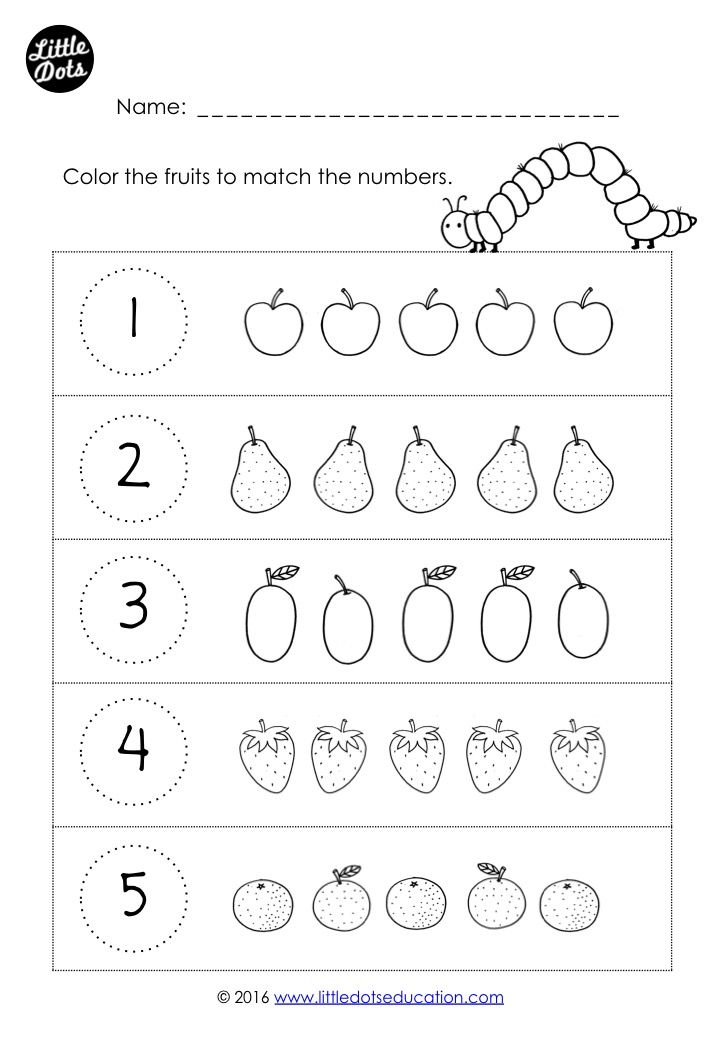 Little
Dots
Name: _____________________________
Color the fruits to match the numbers.
1
2
3
4
5
© 2016 www.littledotseducation.com